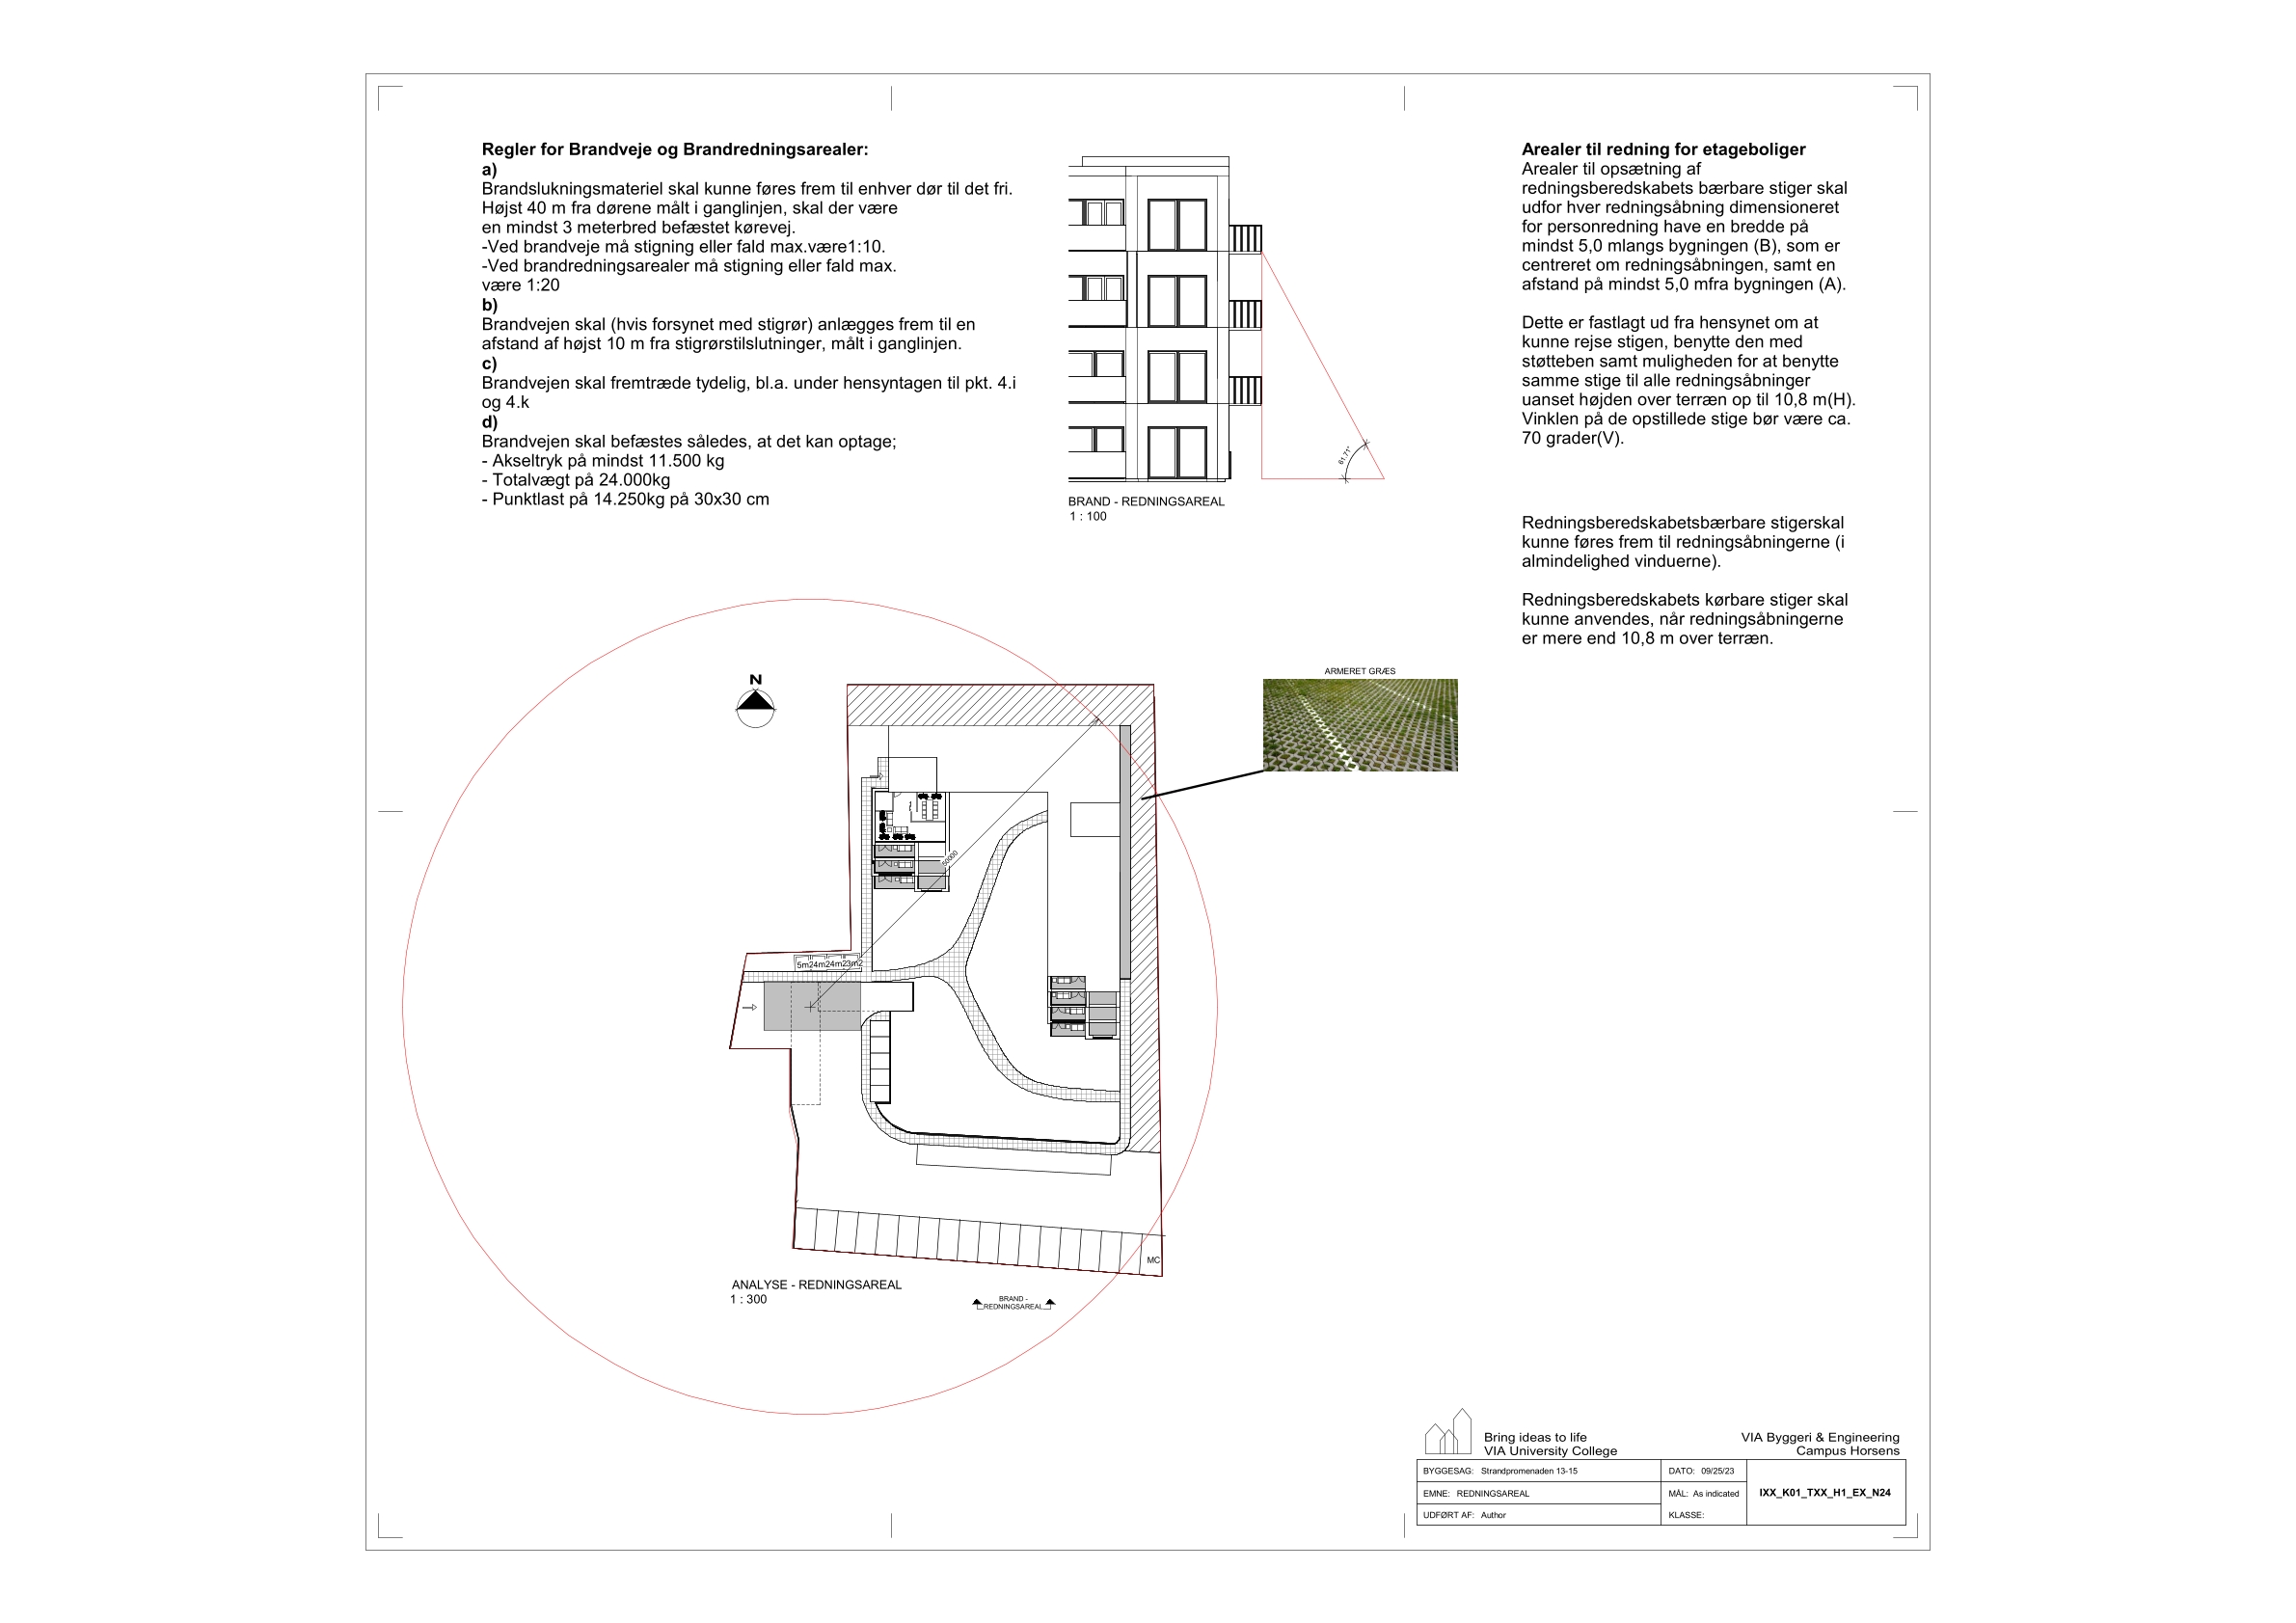 Regler for Brandveje og Brandredningsarealer:
a)
Brandslukningsmateriel skal kunne føres frem til enhver dør til det fri.
Højst 40 m fra dørene målt i ganglinjen, skal der være
en mindst 3 meterbred befæstet kørevej.
-Ved brandveje må stigning eller fald max.være1:10.
-Ved brandredningsarealer må stigning eller fald max.
være 1:20
b)
Brandvejen skal (hvis forsynet med stigrør) anlægges frem til en
afstand af højst 10 m fra stigrørstilslutninger, målt i ganglinjen.
c)
Brandvejen skal fremtræde tydelig, bl.a. under hensyntagen til pkt. 4.i
og 4.k
d)
Brandvejen skal befæstes således, at det kan optage;
- Akseltryk på mindst 11.500 kg
- Totalvægt på 24.000kg
- Punktlast på 14.250kg på 30x30 cm
61,71°
BRAND - REDNINGSAREAL
1 : 100
Arealer til redning for etageboliger
Arealer til opsætning af
redningsberedskabets bærbare stiger skal
udfor hver redningsåbning dimensioneret
for personredning have en bredde på
mindst 5,0 mlangs bygningen (B), som er
centreret om redningsåbningen, samt en
afstand på mindst 5,0 mfra bygningen (A).
Dette er fastlagt ud fra hensynet om at
kunne rejse stigen, benytte den med
støtteben samt muligheden for at benytte
samme stige til alle redningsåbninger
uanset højden over terræn op til 10,8 m(H).
Vinklen på de opstillede stige bør være ca.
70 grader(V).
Redningsberedskabetsbærbare stigerskal
kunne føres frem til redningsåbningerne (i
almindelighed vinduerne).
Redningsberedskabets kørbare stiger skal
kunne anvendes, når redningsåbningerne
er mere end 10,8 m over terræn.
ARMERET GRÆS
N
50000
5m24m24m23m2
MC
ANALYSE - REDNINGSAREAL
1 : 300
BRAND -
REDNINGSAREAL
Bring ideas to life
VIA University College
VIA Byggeri & Engineering
Campus Horsens
BYGGESAG: Strandpromenaden 13-15
DATO: 09/25/23
EMNE: REDNINGSAREAL
MÅL: As indicated
IXX_K01_TXX_H1_EX_N24
UDFØRT AF: Author
KLASSE: